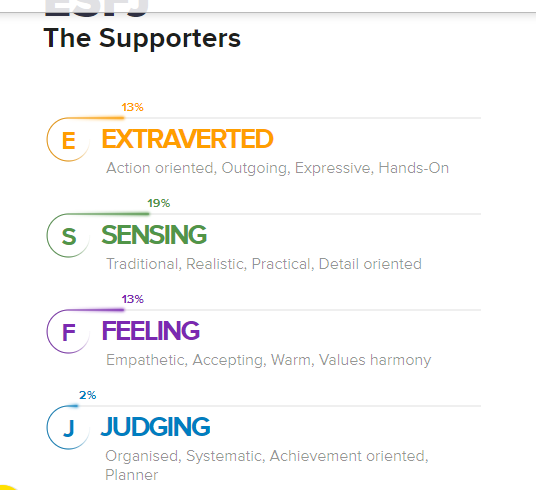 ESFJ
The Supporters
13%
E EXTRAVERTED
Action oriented, Outgoing, Expressive, Hands-On
19%
S SENSING
Traditional, Realistic, Practical, Detail oriented
13%
F FEELING
Empathetic, Accepting, Warm, Values harmony
2%
J JUDGING
Organised, Systematic, Achievement oriented,
Planner